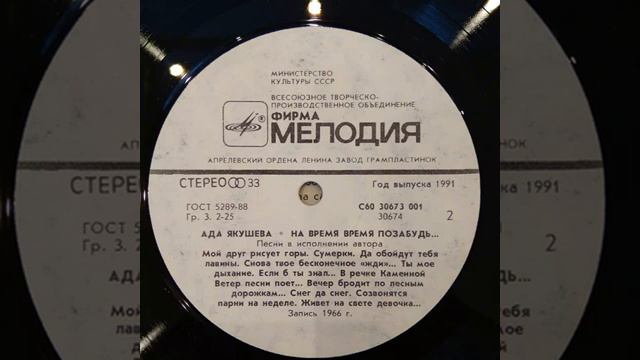 МИНИСТЕРСТВО
КУЛЬТУРЫ СССР
ВСЕСОЮЗНОЕ ТВОРЧЕСКО-
ПРОИЗВОДСТВЕННОЕ ОБЪЕДИНЕНИЕ
ФИРМА
МЕЛОДИЯ
АПРЕЛЕВСКИЙ ОРДЕНА ЛЕНИНА ЗАВОД ГРАМПЛАСТИНОК
СТЕРЕО 33
Год выпуска 1991
ГОСТ 5289-88
Гр. 3. 2-25
С60 30673 001
30674
2
АДА ЯКУШЕВА • НА ВРЕМЯ ВРЕМЯ ПОЗАБУДЬ...
Песни в исполнении автора
Мой друг рисует горы. Сумерки. Да обойдут тебя
лавины. Снова твое бесконечное «жди»... Ты мое
дыхание. Если б ты знал... В речке Каменной
Ветер песни поет... Вечер бродит по лесным
дорожкам... Снег да снег. Созвонятся
парни на неделе. Живет на свете девочка...
Запись 1966 г.